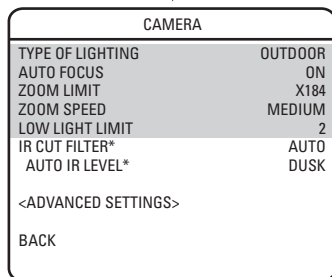 CAMERA
TYPE OF LIGHTING OUTDOOR
AUTO FOCUS ON
ZOOM LIMIT X184
ZOOM SPEED MEDIUM
LOW LIGHT LIMIT 2
IR CUT FILTER* AUTO
AUTO IR LEVEL* DUSK
<ADVANCED SETTINGS>
BACK